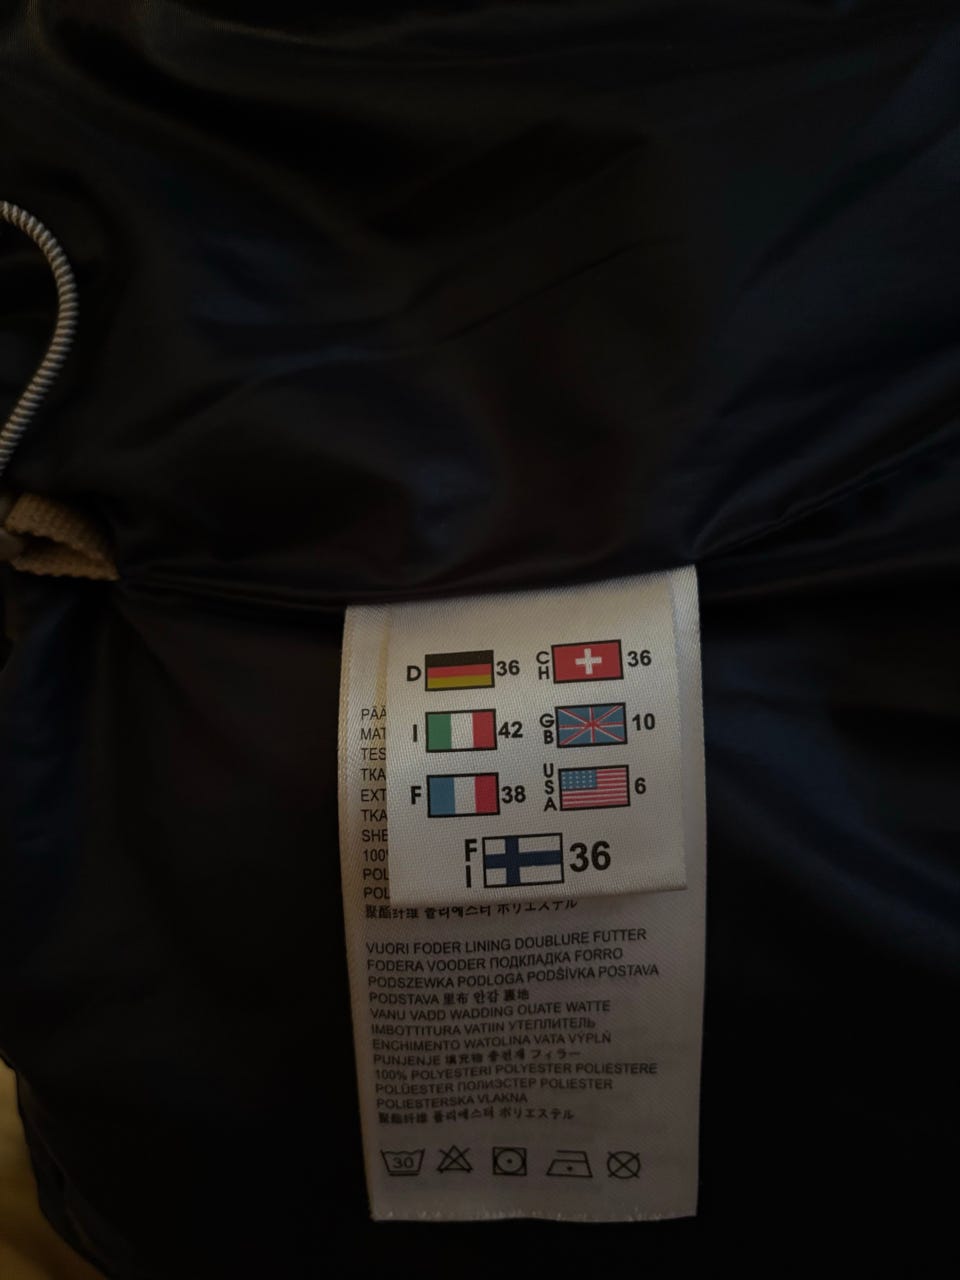 D 36 CH 36
I 42 GB 10
F 38 USA 6
FI 36
PÄÄ
MAT
TES
TKA
EXT
TKA
SHE
100
POL
POL
聚酯纤维 폴리에스터 ポリエステル
VUORI FODER LINING DOUBLURE FUTTER
FODERA VOODER ПОДКЛАДКА FORRO
PODSZEWKA PODLOGA PODŠÍVKA POSTAVA
PODSTAVA 里布 안감 裏地
VANU VADD WADDING OUATE WATTE
IMBOTTITURA VATIIN УТЕПЛИТЕЛЬ
ENCHIMENTO WATOLINA VATA VÝPLŇ
PUNJENJE 填充物 충전재 フィラー
100% POLYESTERI POLYESTER POLIESTERE
POLÜESTER ПОЛИЭСТЕР POLIESTER
POLIESTERSKA VLAKNA
聚酯纤维 폴리에스터 ポリエステル
30